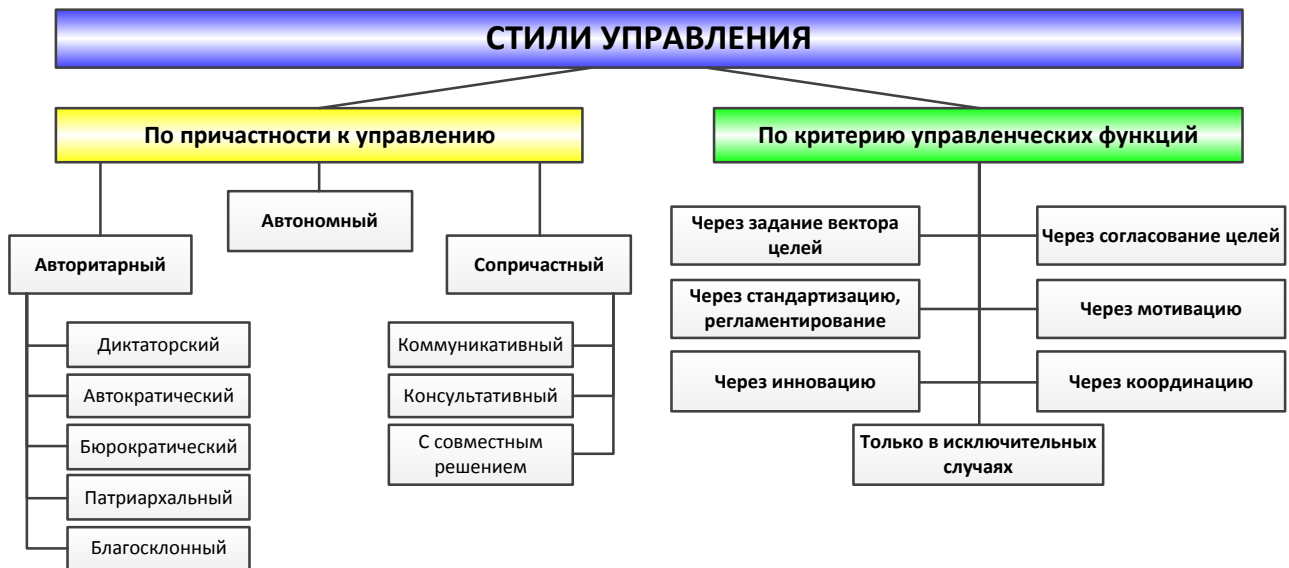 СТИЛИ УПРАВЛЕНИЯ
По причастности к управлению
По критерию управленческих функций
Автономный
Авторитарный
Сопричастный
Диктаторский
Автократический
Бюрократический
Патриархальный
Благосклонный
Коммуникативный
Консультативный
С совместным
решением
Через задание вектора
целей
Через согласование целей
Через стандартизацию,
регламентирование
Через мотивацию
Через инновацию
Через координацию
Только в исключительных
случаях